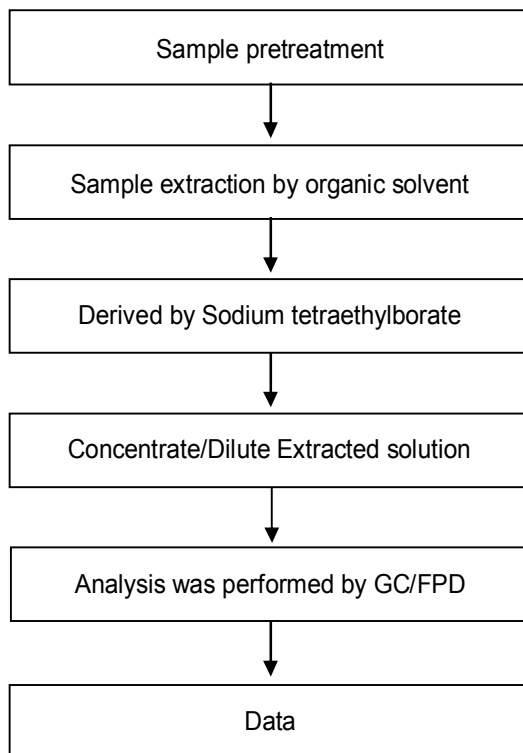 Sample pretreatment
Sample extraction by organic solvent
Derived by Sodium tetraethylborate
Concentrate/Dilute Extracted solution
Analysis was performed by GC/FPD
Data